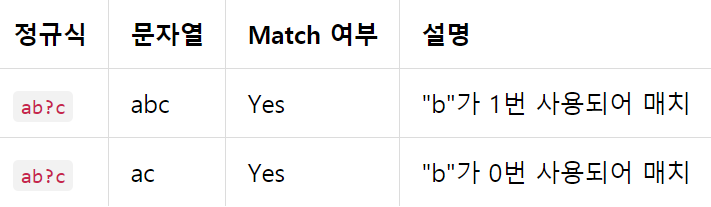 정규식 문자열 Match 여부 설명
ab?c abc Yes "b"가 1번 사용되어 매치
ab?c ac Yes "b"가 0번 사용되어 매치